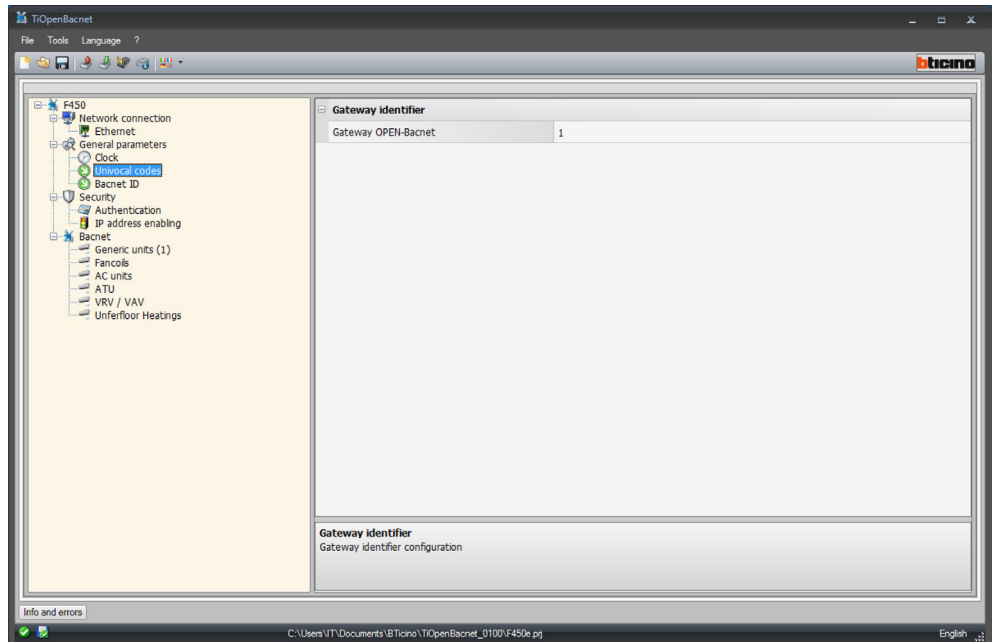 TiOpenBacnet
File Tools Language ?
bticino
F450
Network connection
Ethernet
General parameters
Clock
Univocal codes
Bacnet ID
Security
Authentication
IP address enabling
Bacnet
Generic units (1)
Fancoils
AC units
ATU
VRV / VAV
Unferfloor Heatings
Gateway identifier
Gateway OPEN-Bacnet 1
Gateway identifier
Gateway identifier configuration
Info and errors
C:\Users\IT\Documents\BTicino\TiOpenBacnet_0100\F450e.prj English